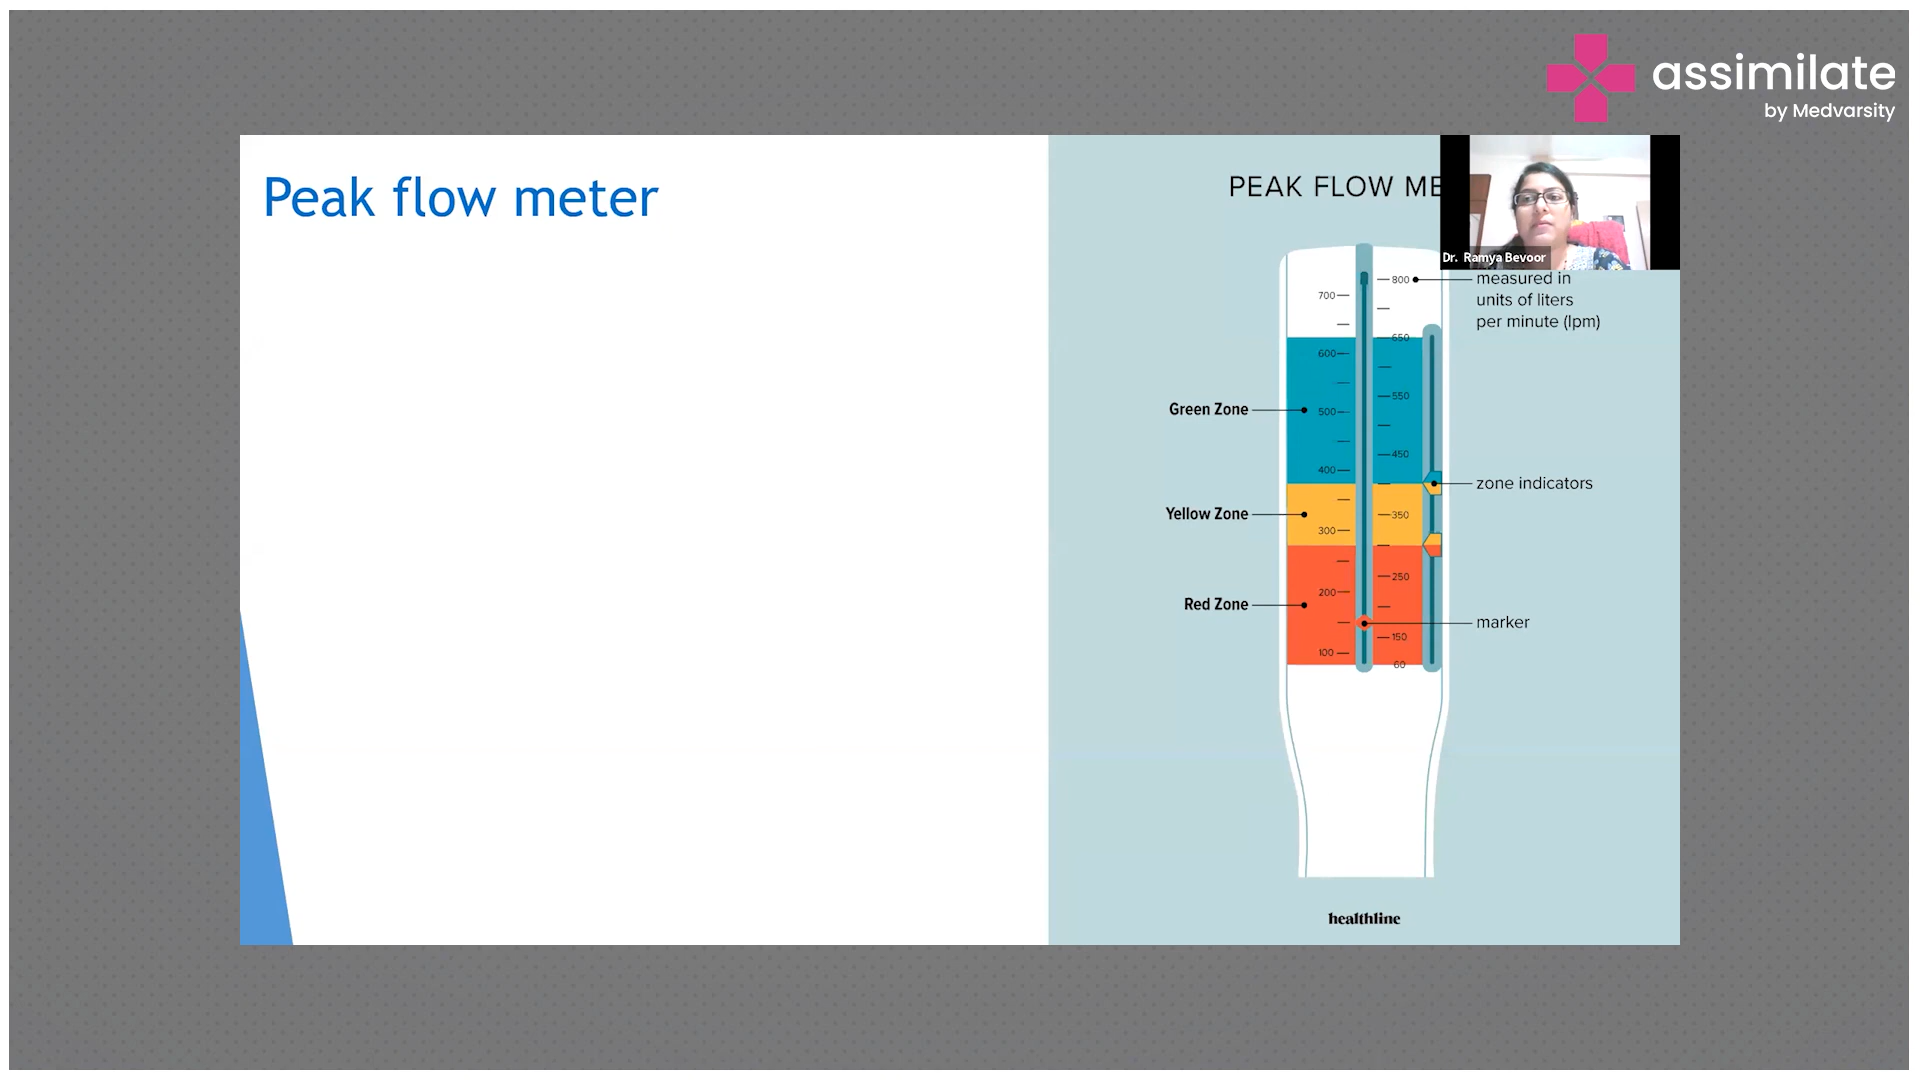 assimilate
by Medvarsity
Peak flow meter
PEAK FLOW ME
Dr. Ramya Bevoor
800
measured in
units of liters
per minute (lpm)
700
650
600
550
Green Zone
500
450
400
zone indicators
Yellow Zone
350
300
250
200
Red Zone
marker
150
100
60
healthline